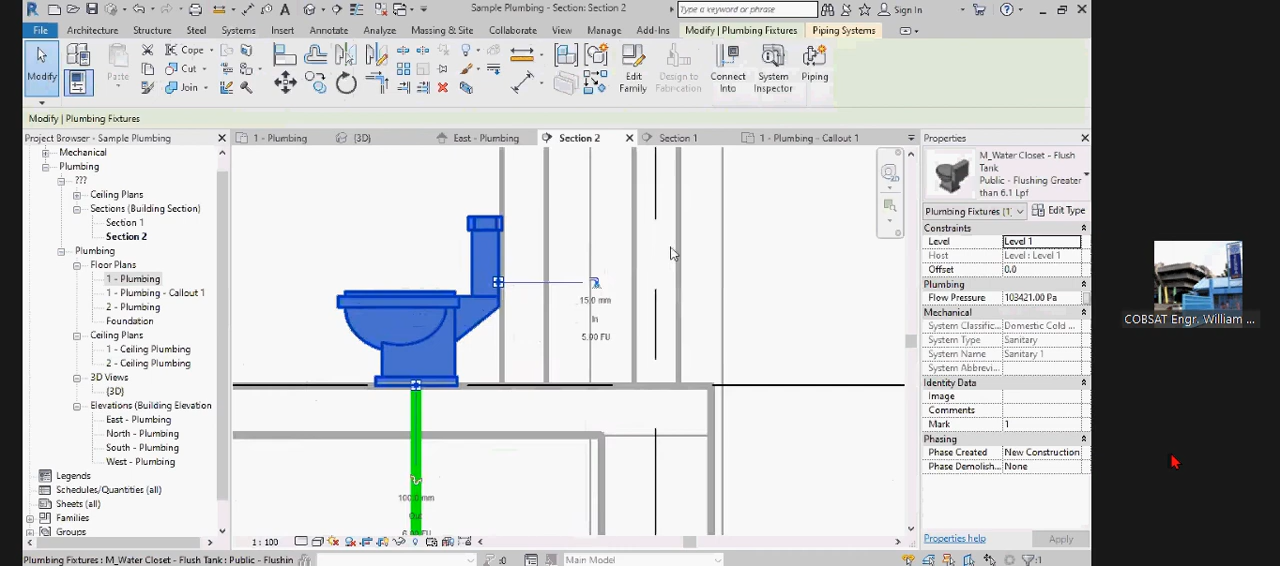 Sample Plumbing - Section: Section 2
Type a keyword or phrase
Sign In
File
Architecture
Structure
Steel
Systems
Insert
Annotate
Analyze
Massing & Site
Collaborate
View
Manage
Add-Ins
Modify | Plumbing Fixtures
Piping Systems
Modify
Paste
Cope
Cut
Join
Edit Family
Design to Fabrication
Connect Into
System Inspector
Piping
Modify | Plumbing Fixtures
Project Browser - Sample Plumbing
1 - Plumbing
{3D}
East - Plumbing
Section 2
Section 1
1 - Plumbing - Callout 1
Properties
Mechanical
Plumbing
???
Ceiling Plans
Sections (Building Section)
Section 1
Section 2
Plumbing
Floor Plans
1 - Plumbing
1 - Plumbing - Callout 1
2 - Plumbing
Foundation
Ceiling Plans
1 - Ceiling Plumbing
2 - Ceiling Plumbing
3D Views
{3D}
Elevations (Building Elevation
East - Plumbing
North - Plumbing
South - Plumbing
West - Plumbing
Legends
Schedules/Quantities (all)
Sheets (all)
Families
Groups
15.0 mm
In
5.00 FU
100.0 mm
Out
1 : 100
M_Water Closet - Flush
Tank
Public - Flushing Greater
than 6.1 Lpf
Plumbing Fixtures (1)
Edit Type
Constraints
Level Level 1
Host Level : Level 1
Offset 0.0
Plumbing
Flow Pressure 103421.00 Pa
Mechanical
System Classific... Domestic Cold ...
System Type Sanitary
System Name Sanitary 1
System Abbrevi...
Identity Data
Image
Comments
Mark 1
Phasing
Phase Created New Construction
Phase Demolish... None
Properties help
Apply
COBSAT Engr. William ...
Plumbing Fixtures : M_Water Closet - Flush Tank : Public - Flushin
:0
Main Model
:1